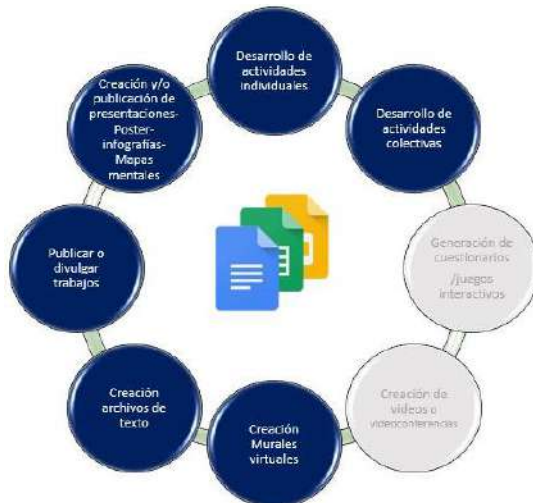 Desarrollo de
actividades
individuales
Desarrollo de
actividades
colectivas
Generación de
cuestionarios
/juegos
interactivos
Creación de
videos o
videoconferencias
Creación
Murales
virtuales
Creación
archivos de
texto
Publicar o
divulgar
trabajos
Creación y/o
publicación de
presentaciones-
Poster-
infografías-
Mapas
mentales